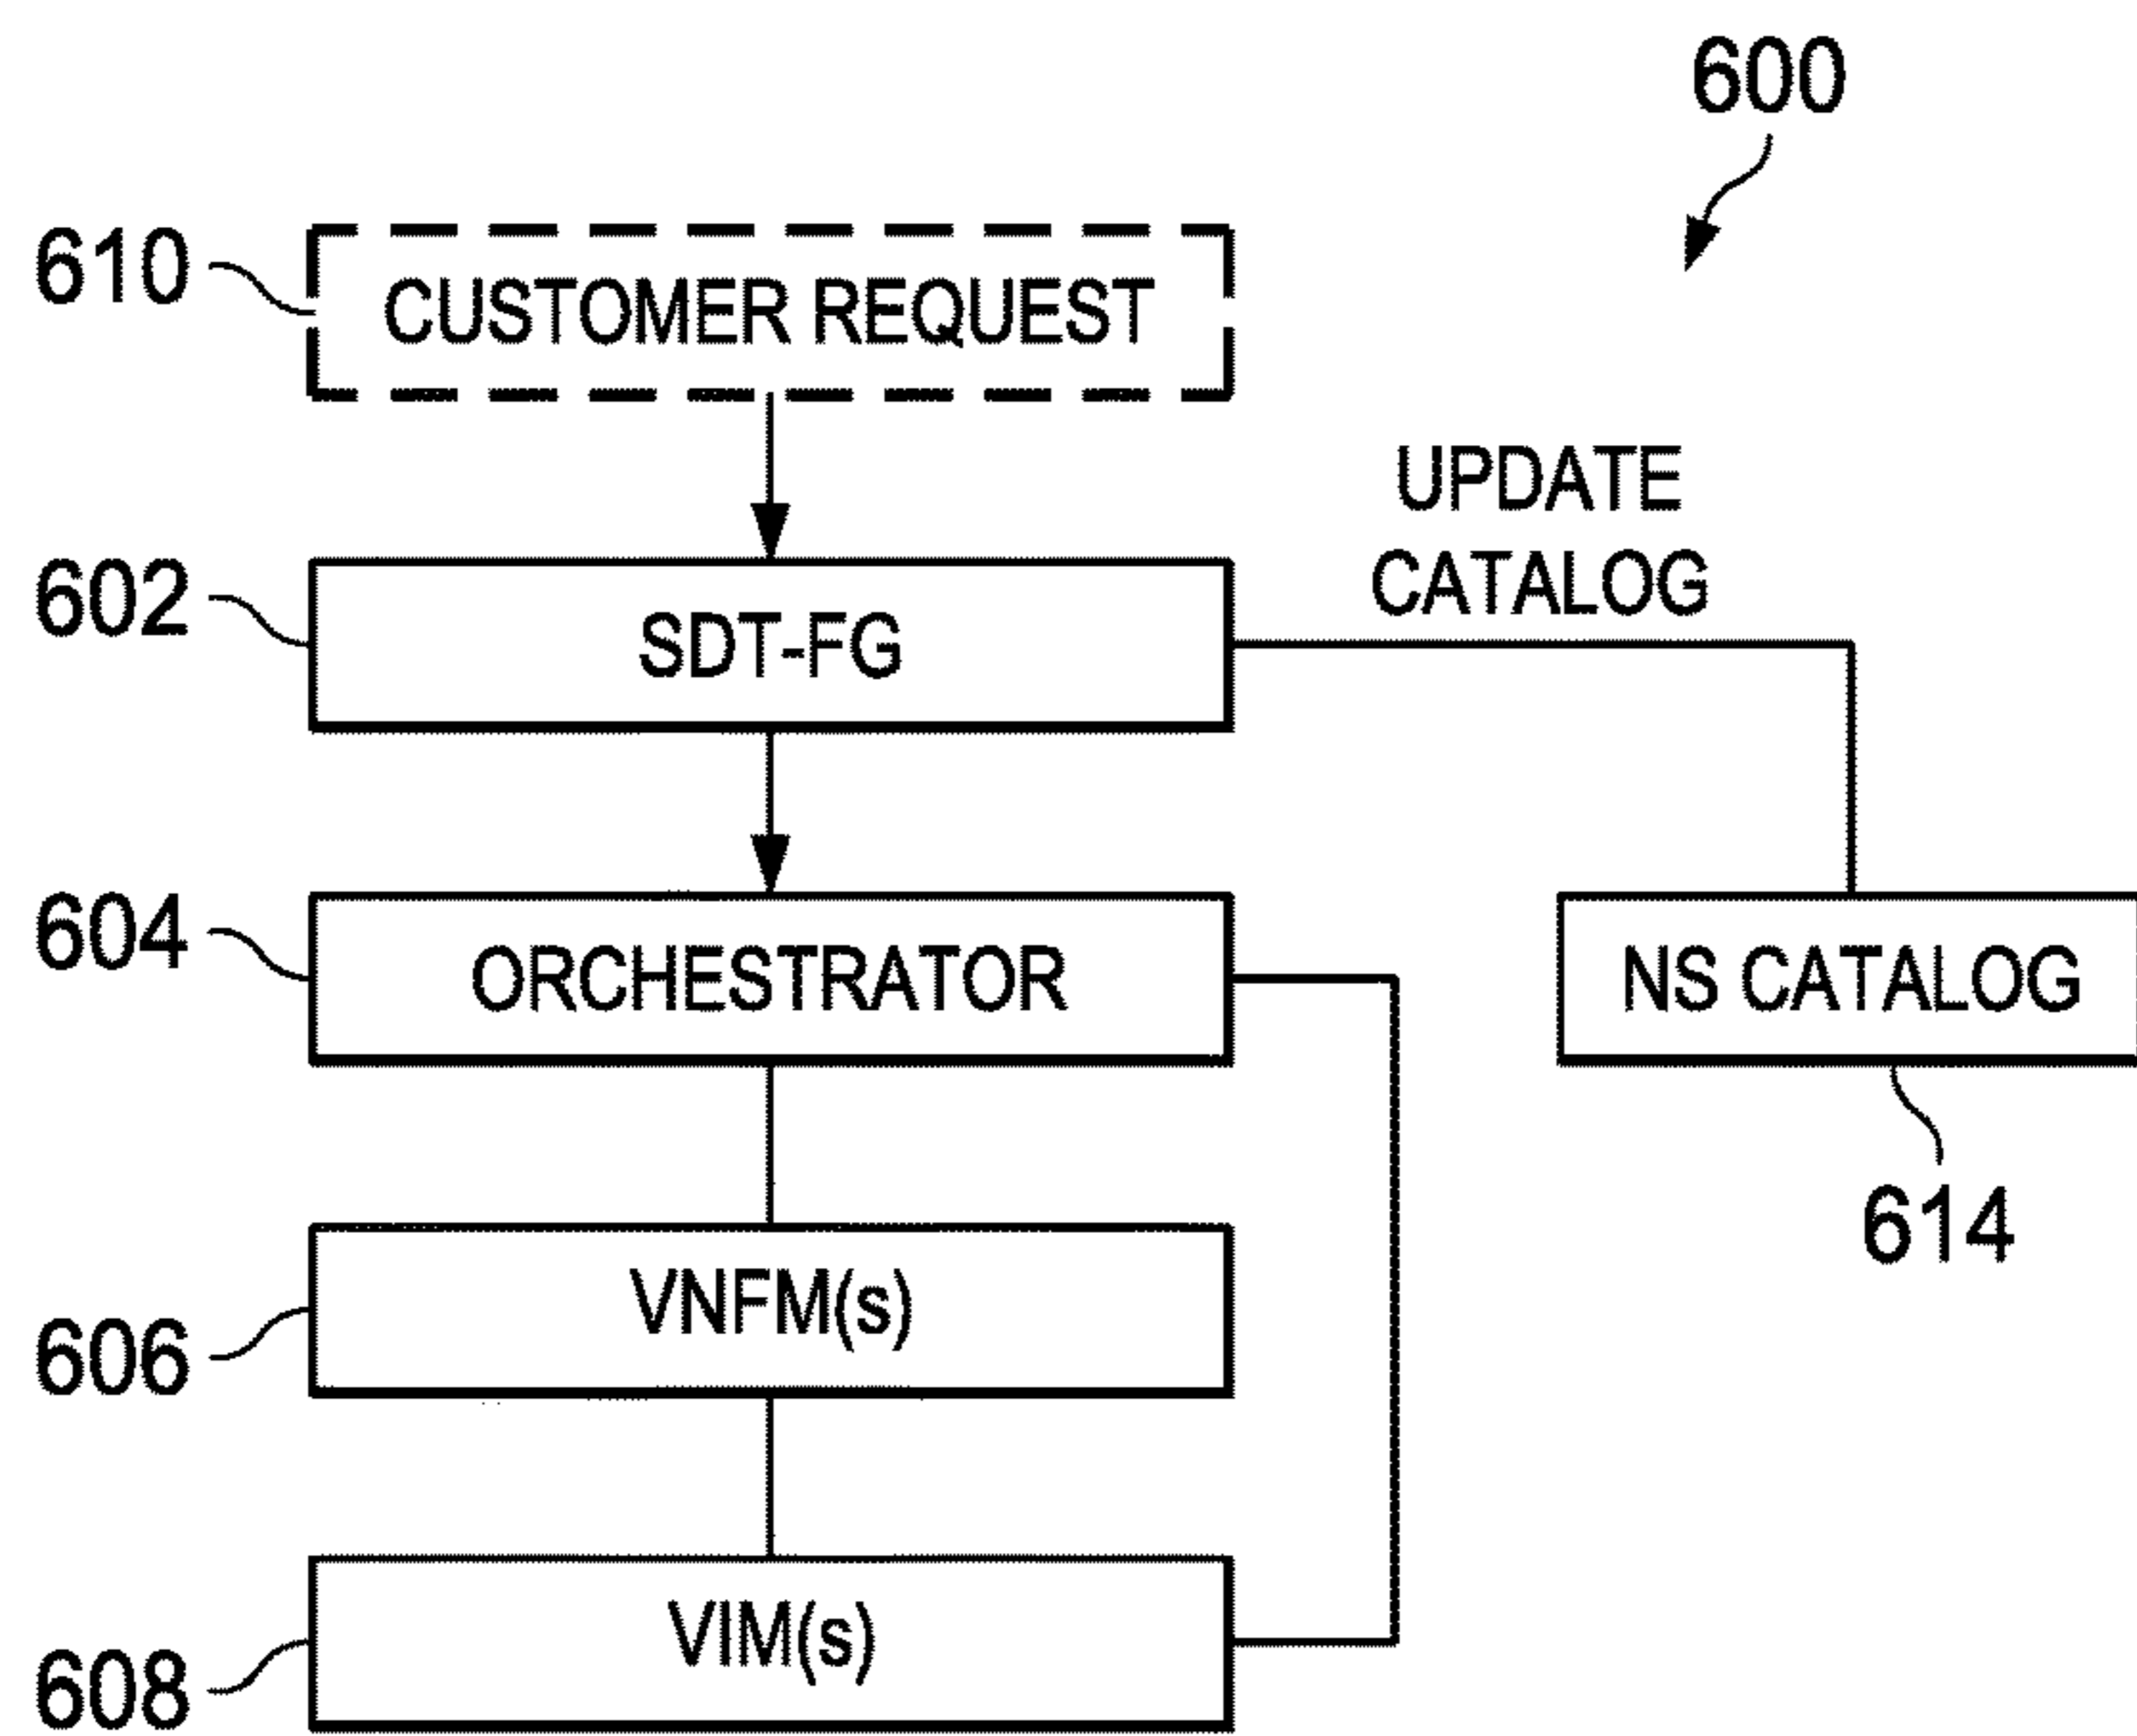 600
610
CUSTOMER REQUEST
UPDATE
CATALOG
602
SDT-FG
604
ORCHESTRATOR
NS CATALOG
614
606
VNFM(s)
608
VIM(s)